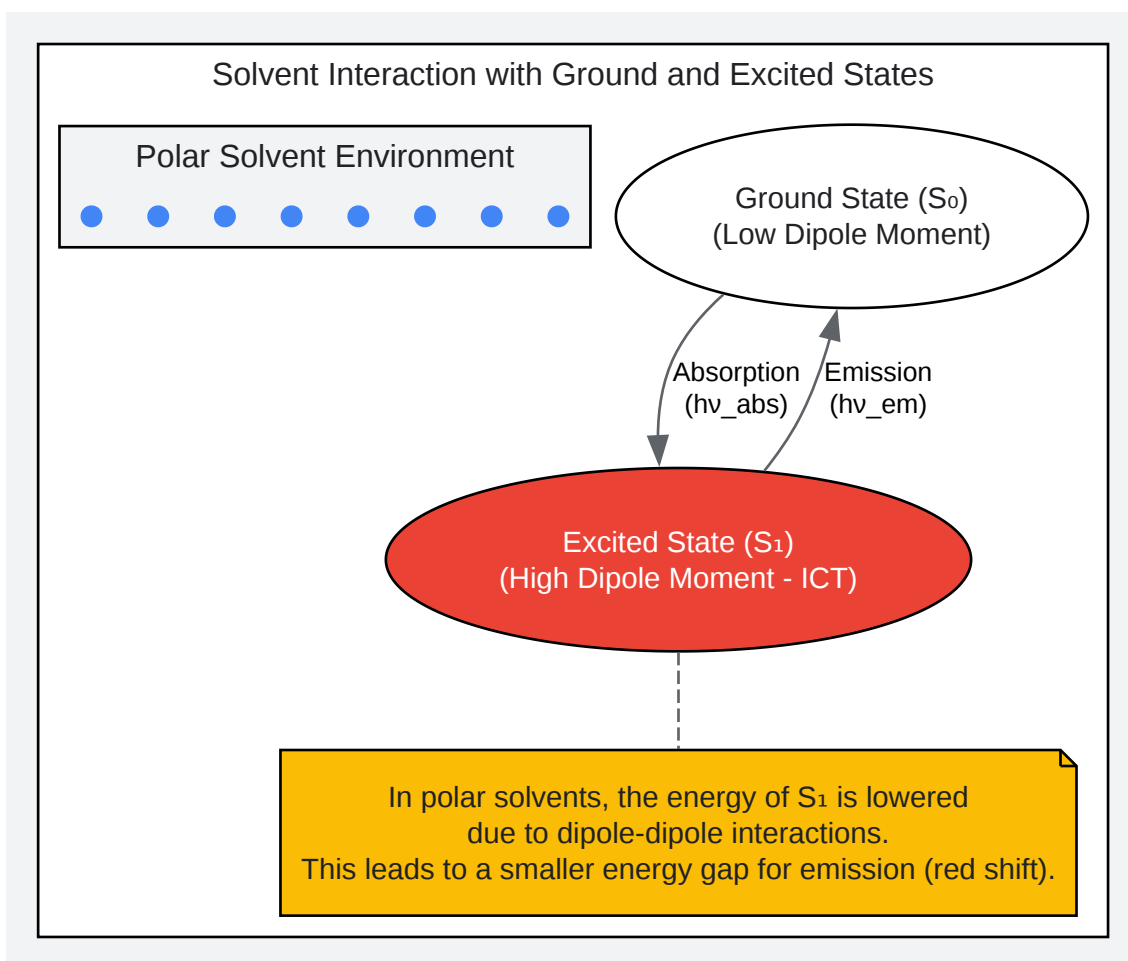 Solvent Interaction with Ground and Excited States
Polar Solvent Environment
Ground State (S₀)
(Low Dipole Moment)
Absorption
(hν_abs)
Emission
(hν_em)
Excited State (S₁)
(High Dipole Moment - ICT)
In polar solvents, the energy of S₁ is lowered
due to dipole-dipole interactions.
This leads to a smaller energy gap for emission (red shift).